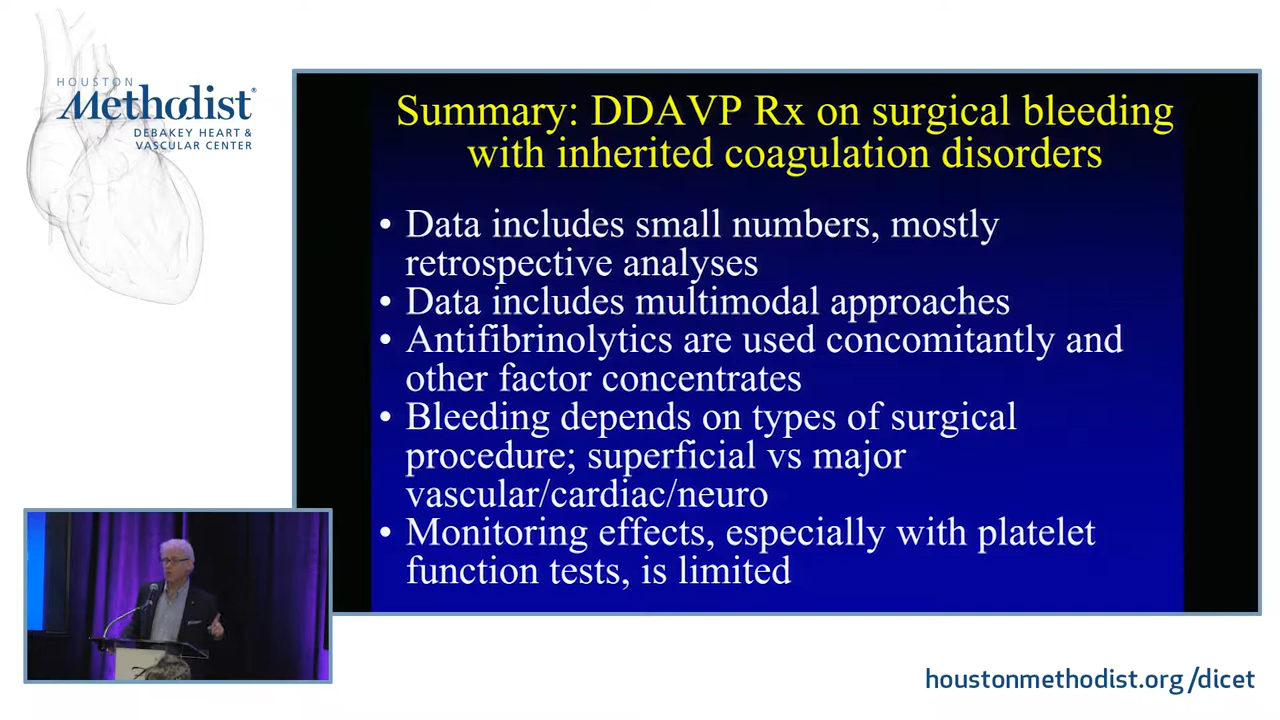 HOUSTON
Methodist®
DEBAKEY HEART &
VASCULAR CENTER
Summary: DDAVP Rx on surgical bleeding
with inherited coagulation disorders
• Data includes small numbers, mostly
retrospective analyses
• Data includes multimodal approaches
• Antifibrinolytics are used concomitantly and
other factor concentrates
• Bleeding depends on types of surgical
procedure; superficial vs major
vascular/cardiac/neuro
• Monitoring effects, especially with platelet
function tests, is limited
houstonmethodist.org/dicet